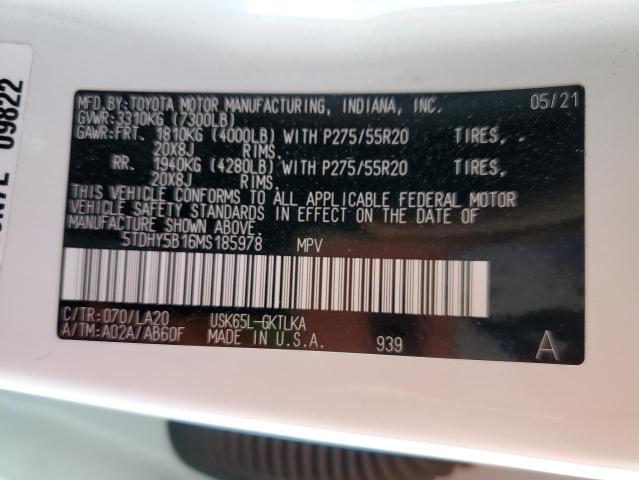 MFD.BY:TOYOTA MOTOR MANUFACTURING, INDIANA, INC. 05/21
GVWR:3310KG (7300LB)
GAWR:FRT. 1810KG (4000LB) WITH P275/55R20 TIRES,
20X8J RIMS.
RR. 1940KG (4280LB) WITH P275/55R20 TIRES,
20X8J RIMS.
THIS VEHICLE CONFORMS TO ALL APPLICABLE FEDERAL MOTOR
VEHICLE SAFETY STANDARDS IN EFFECT ON THE DATE OF
MANUFACTURE SHOWN ABOVE.
5TDHY5B16MS185978 MPV
C/TR:070/LA20 USK65L-GKTLKA
A/TM:A02A/AB60F MADE IN U.S.A. 939 A
09822